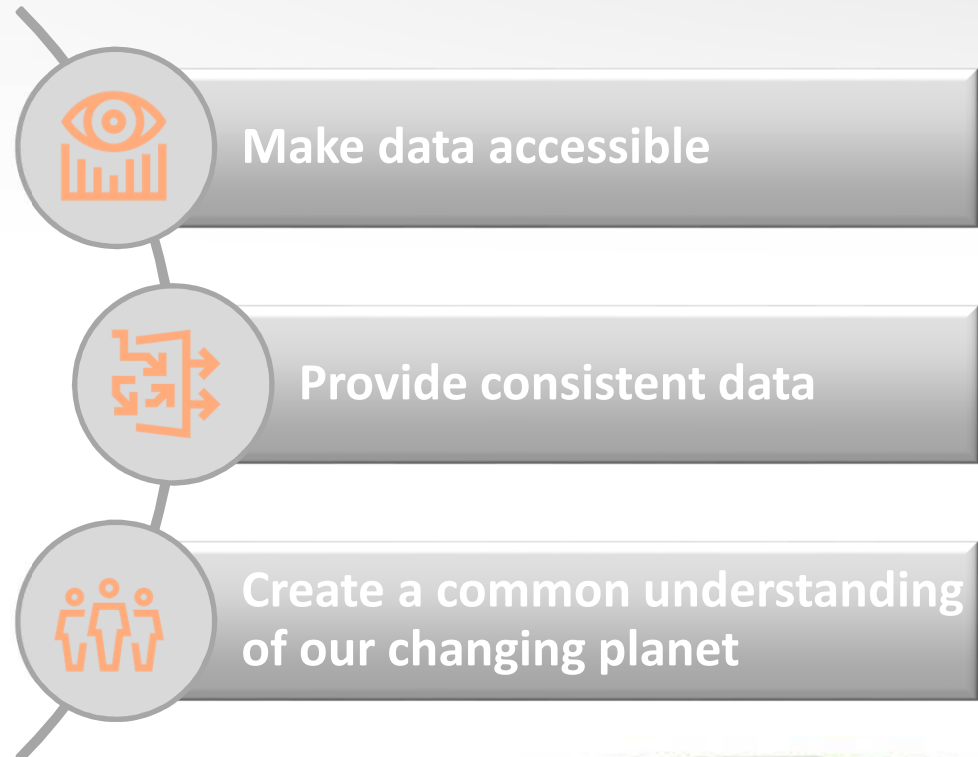 Make data accessible
Provide consistent data
Create a common understanding
of our changing planet